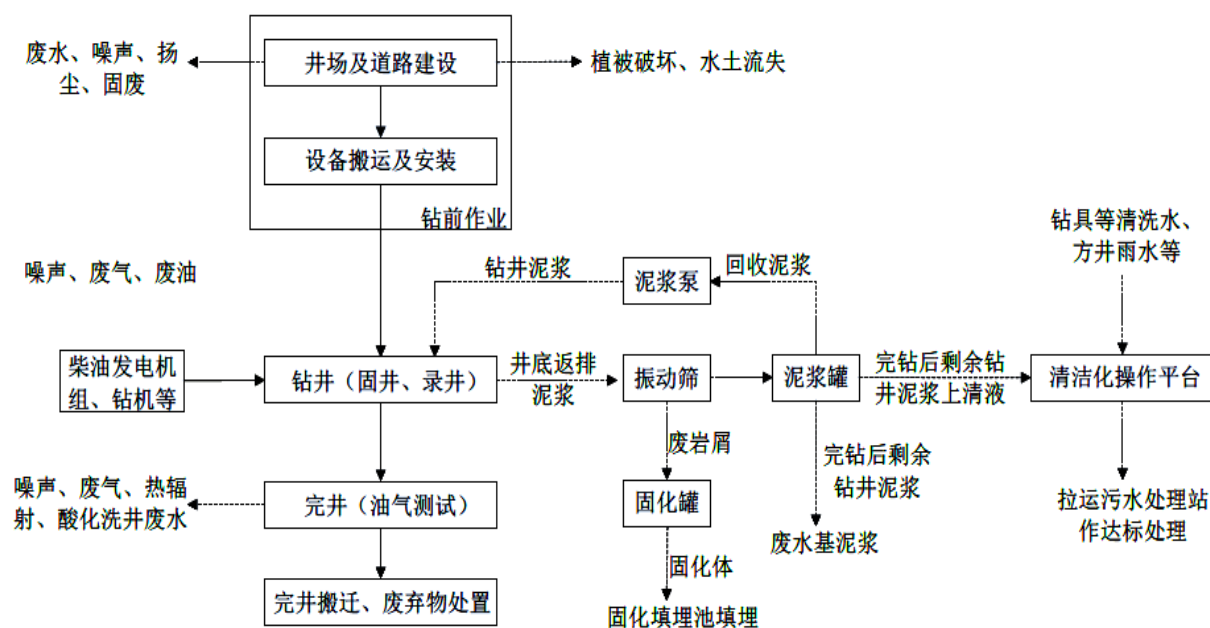 废水、噪声、扬
尘、固废
井场及道路建设
植被破坏、水土流失
设备搬运及安装
钻前作业
钻具等清洗水、
方井雨水等
噪声、废气、废油
钻井泥浆
泥浆泵
回收泥浆
柴油发电机
组、钻机等
钻井（固井、录井）
井底返排
泥浆
振动筛
泥浆罐
完钻后剩余钻
井泥浆上清液
清洁化操作平台
废岩屑
完钻后剩余
钻井泥浆
噪声、废气、热辐
射、酸化洗井废水
完井（油气测试）
固化罐
废水基泥浆
拉运污水处理站
作达标处理
固化体
完井搬迁、废弃物处置
固化填埋池填埋